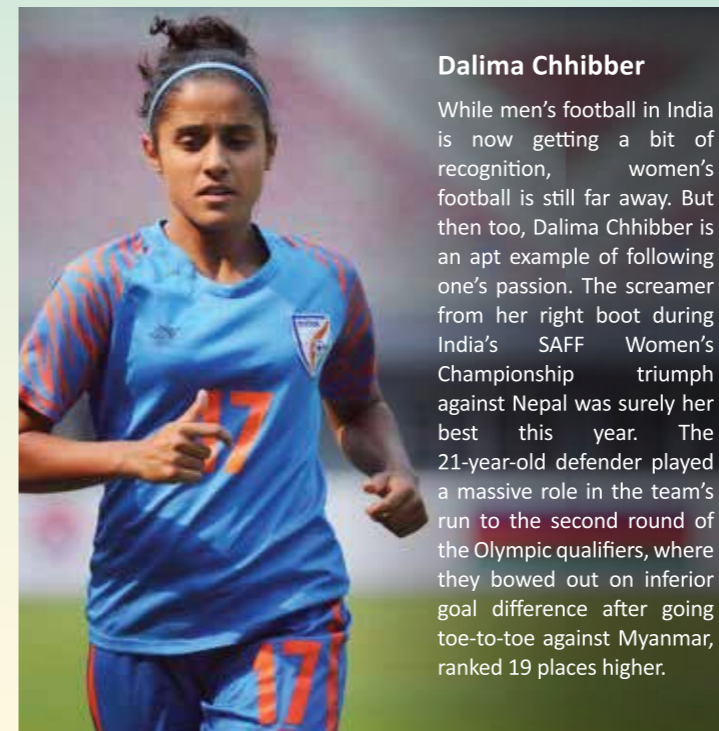 Dalima Chhibber
While men’s football in India
is now getting a bit of
recognition, women’s
football is still far away. But
then too, Dalima Chhibber is
an apt example of following
one’s passion. The screamer
from her right boot during
India’s SAFF Women’s
Championship triumph
against Nepal was surely her
best this year. The
21-year-old defender played
a massive role in the team’s
run to the second round of
the Olympic qualifiers, where
they bowed out on inferior
goal difference after going
toe-to-toe against Myanmar,
ranked 19 places higher.
17
17